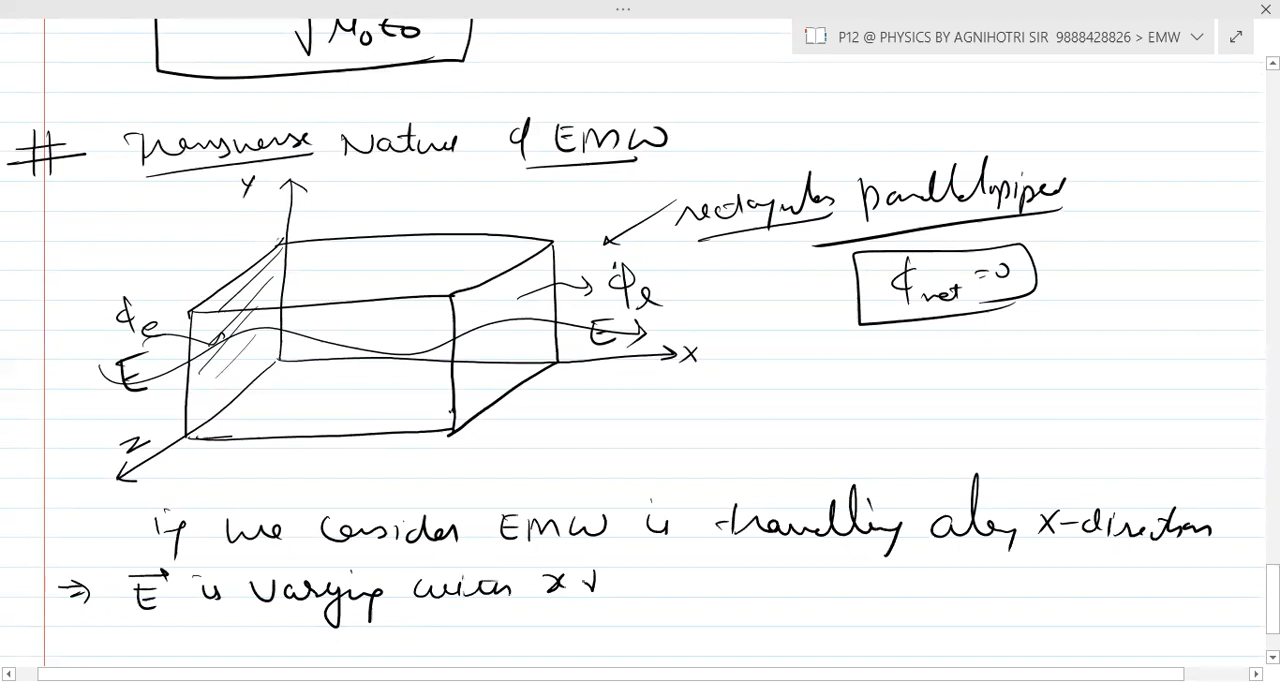 P12 @ PHYSICS BY AGNIHOTRI SIR 9888428826 > EMW
√μ₀ε₀
# Transverse Nature of EMW
Y
rectangular parallelopiped
ϕnet = 0
ϕe
ϕe
E
E
X
Z
if we consider EMW is travelling along x-direction
⇒ E⃗ is varying with x